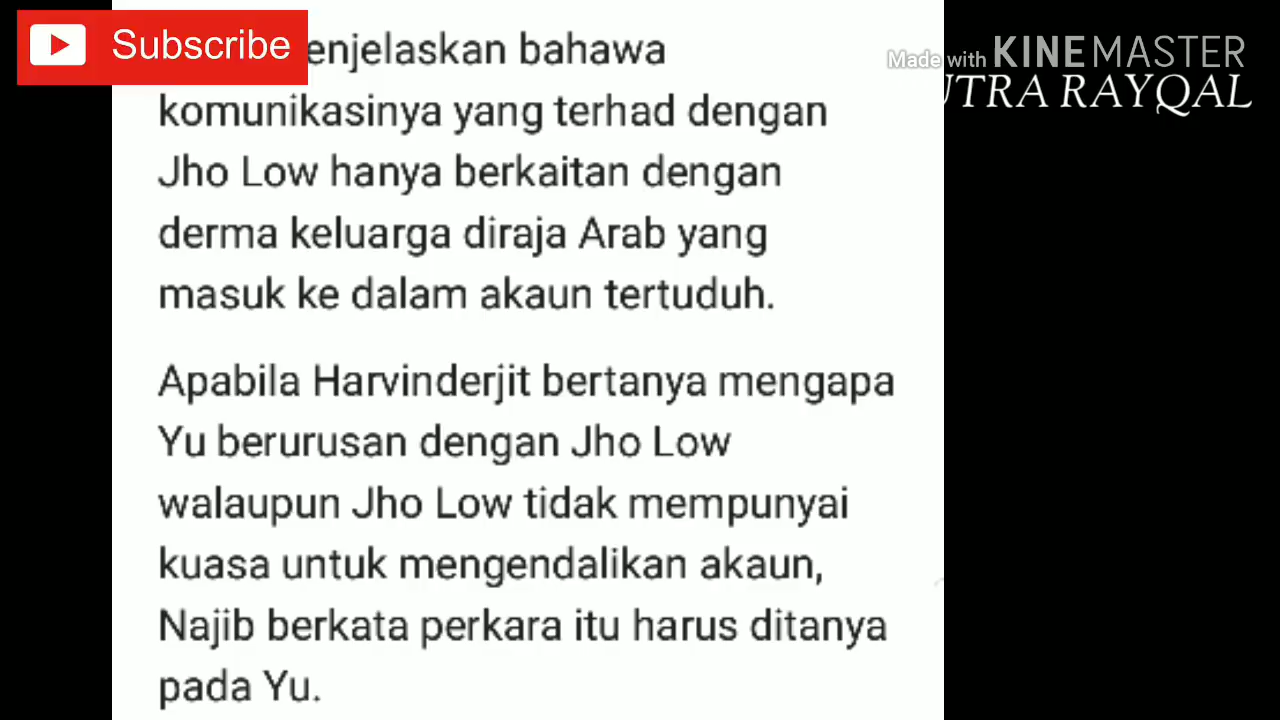 Subscribe
enjelaskan bahawa
Made with KINEMASTER
UTRA RAYQAL
komunikasinya yang terhad dengan
Jho Low hanya berkaitan dengan
derma keluarga diraja Arab yang
masuk ke dalam akaun tertuduh.
Apabila Harvinderjit bertanya mengapa
Yu berurusan dengan Jho Low
walaupun Jho Low tidak mempunyai
kuasa untuk mengendalikan akaun,
Najib berkata perkara itu harus ditanya
pada Yu.